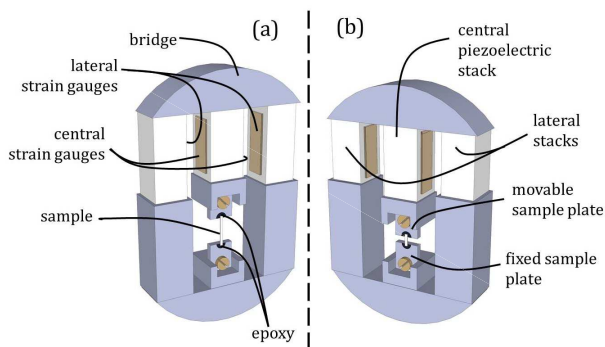 (a)
bridge
lateral
strain gauges
central
strain gauges
sample
epoxy
(b)
central
piezoelectric
stack
lateral
stacks
movable
sample plate
fixed sample
plate